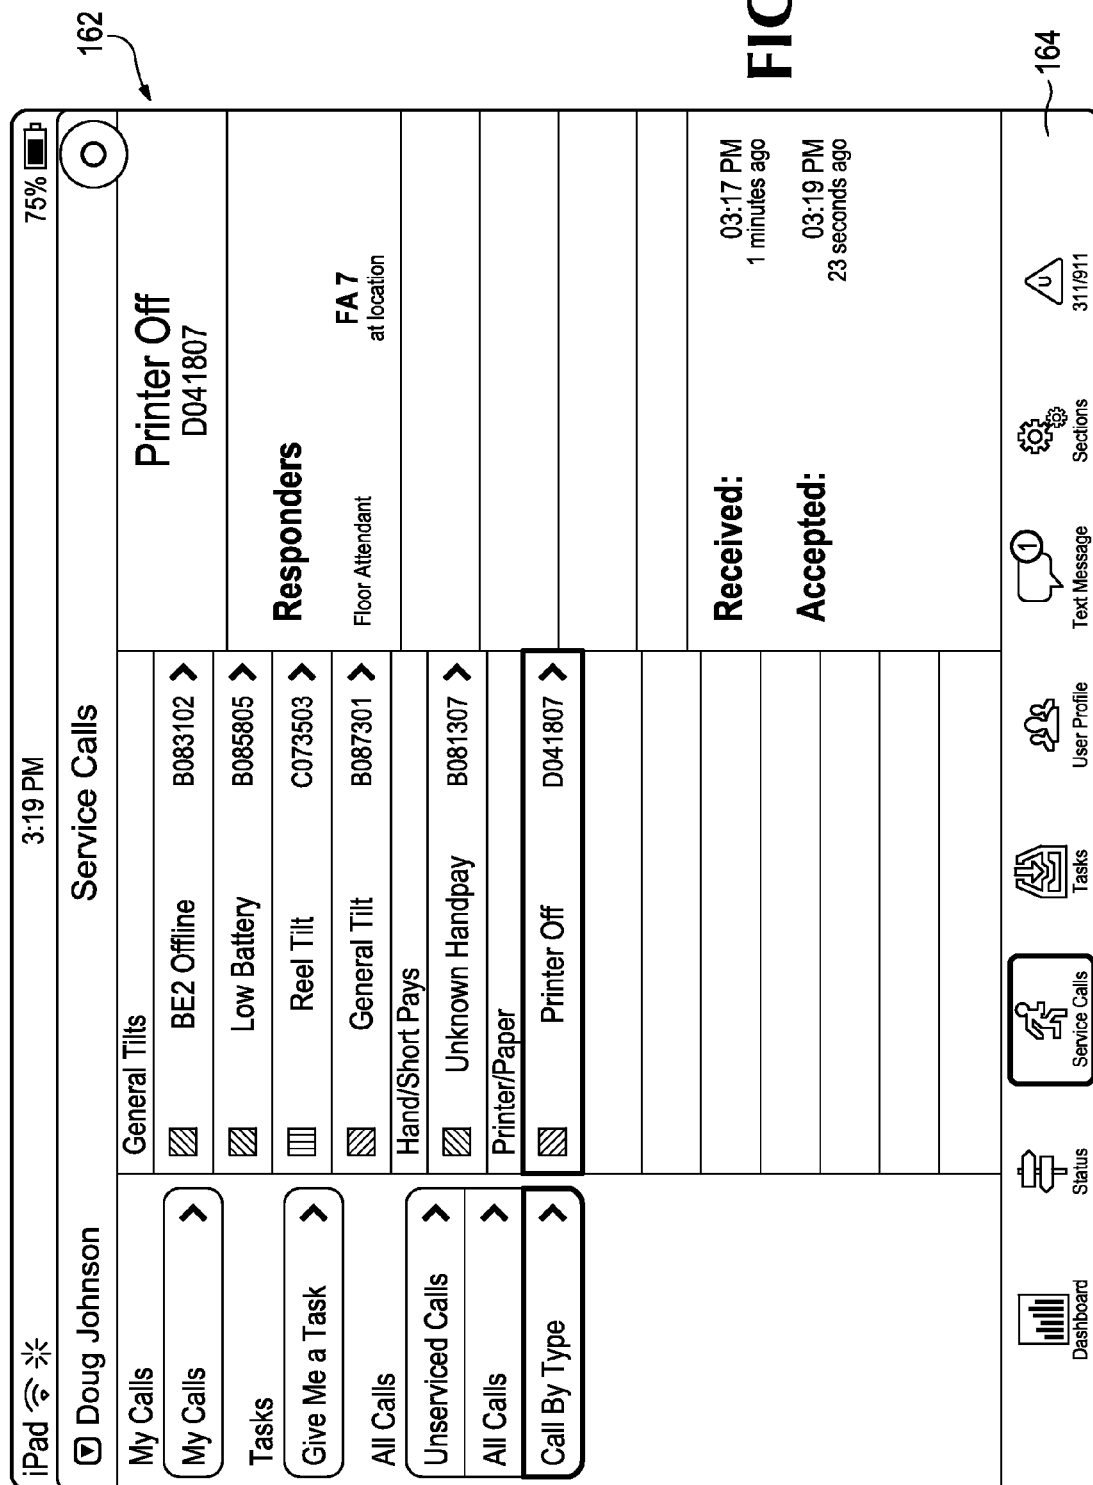 iPad 3:19 PM 75%
Doug Johnson Service Calls
162
My Calls
My Calls
Tasks
Give Me a Task
All Calls
Unserviced Calls
All Calls
Call By Type
General Tilts
BE2 Offline B083102
Low Battery B085805
Reel Tilt C073503
General Tilt B087301
Hand/Short Pays
Unknown Handpay B081307
Printer/Paper
Printer Off D041807
Printer Off
D041807
Responders
Floor Attendant FA 7
at location
Received: 03:17 PM
1 minutes ago
Accepted: 03:19 PM
23 seconds ago
Dashboard
Status
Service Calls
Tasks
User Profile
1
Text Message
Sections
U
311/911
164